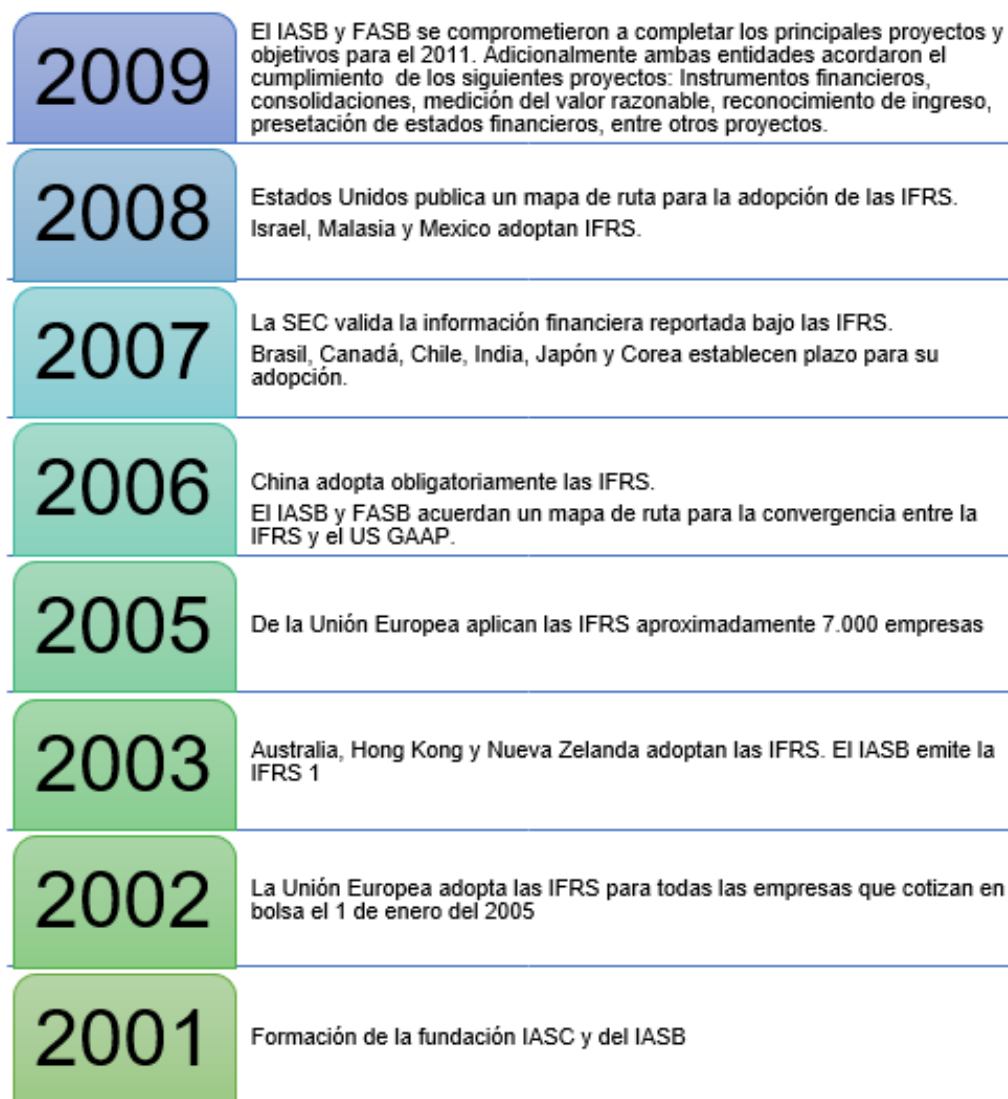 2009
El IASB y FASB se comprometieron a completar los principales proyectos y
objetivos para el 2011. Adicionalmente ambas entidades acordaron el
cumplimiento de los siguientes proyectos: Instrumentos financieros,
consolidaciones, medición del valor razonable, reconocimiento de ingreso,
presetación de estados financieros, entre otros proyectos.
2008
Estados Unidos publica un mapa de ruta para la adopción de las IFRS.
Israel, Malasia y Mexico adoptan IFRS.
2007
La SEC valida la información financiera reportada bajo las IFRS.
Brasil, Canadá, Chile, India, Japón y Corea establecen plazo para su
adopción.
2006
China adopta obligatoriamente las IFRS.
El IASB y FASB acuerdan un mapa de ruta para la convergencia entre la
IFRS y el US GAAP.
2005
De la Unión Europea aplican las IFRS aproximadamente 7.000 empresas
2003
Australia, Hong Kong y Nueva Zelanda adoptan las IFRS. El IASB emite la
IFRS 1
2002
La Unión Europea adopta las IFRS para todas las empresas que cotizan en
bolsa el 1 de enero del 2005
2001
Formación de la fundación IASC y del IASB